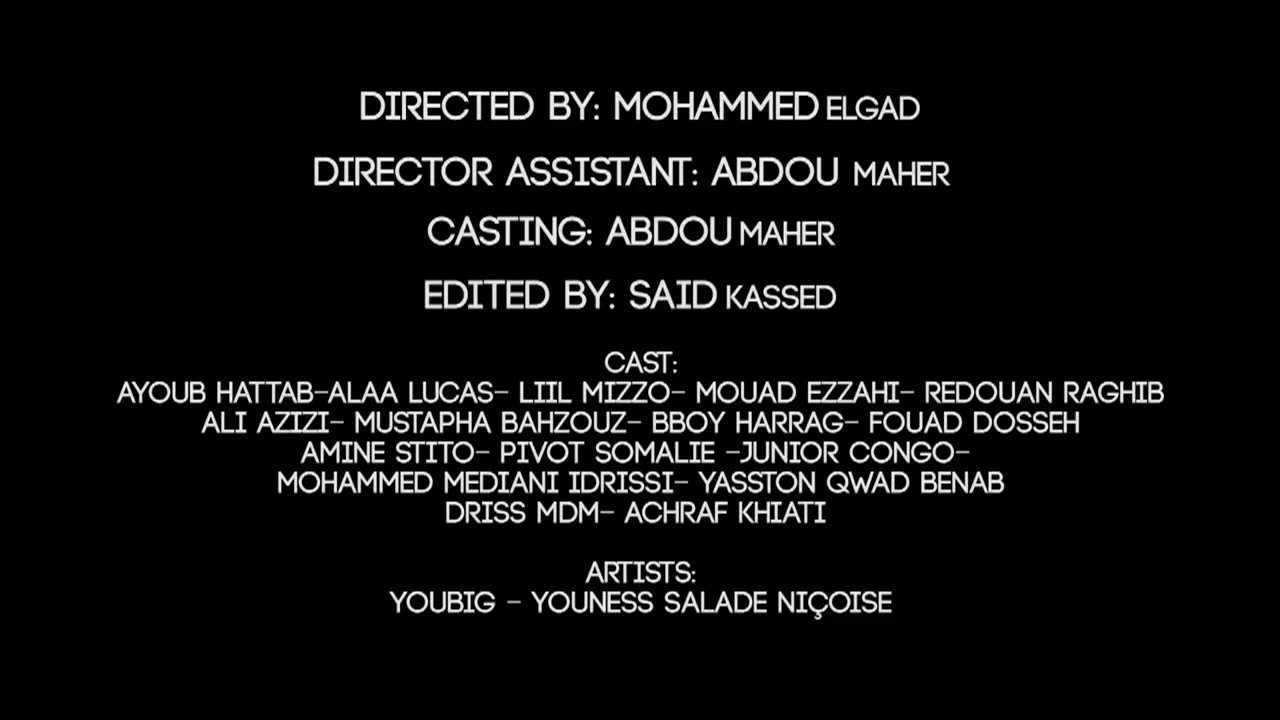 DIRECTED BY: MOHAMMED ELGAD
DIRECTOR ASSISTANT: ABDOU MAHER
CASTING: ABDOU MAHER
EDITED BY: SAID KASSED
CAST:
AYOUB HATTAB-ALAA LUCAS- LIIL MIZZO- MOUAD EZZAHI- REDOUAN RAGHIB
ALI AZIZI- MUSTAPHA BAHZOUZ- BBOY HARRAG- FOUAD DOSSEH
AMINE STITO- PIVOT SOMALIE -JUNIOR CONGO-
MOHAMMED MEDIANI IDRISSI- YASSTON QWAD BENAB
DRISS MDM- ACHRAF KHIATI
ARTISTS:
YOUBIG - YOUNESS SALADE NIÇOISE